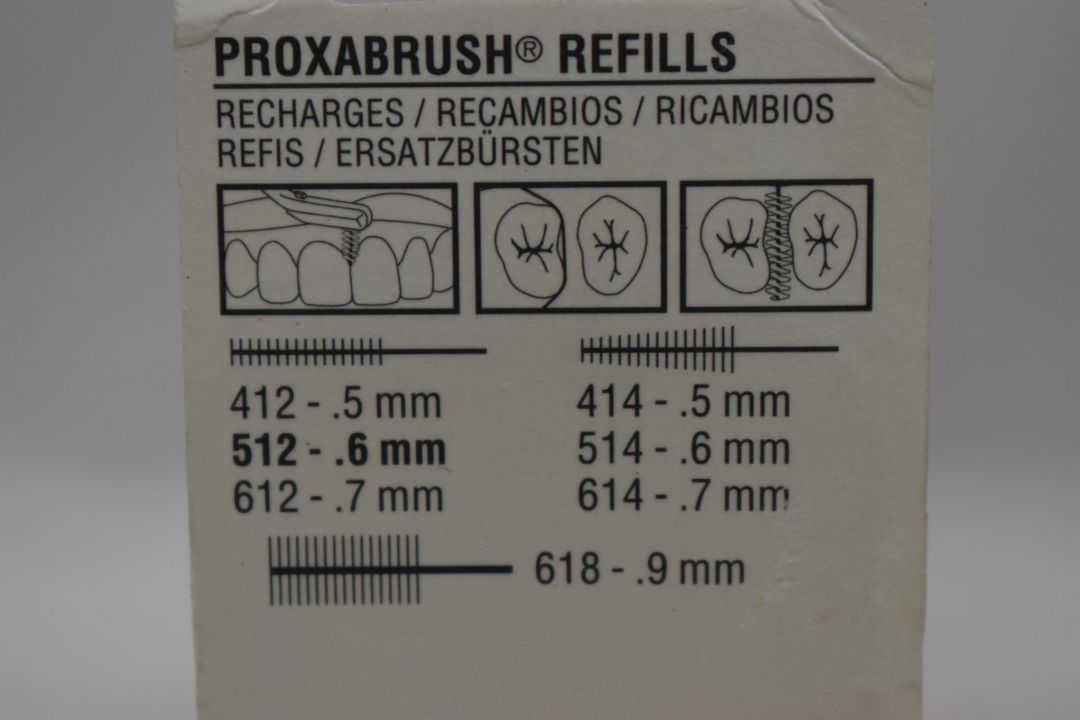 PROXABRUSH® REFILLS
RECHARGES / RECAMBIOS / RICAMBIOS
REFIS / ERSATZBÜRSTEN
412 - .5 mm
512 - .6 mm
612 - .7 mm
414 - .5 mm
514 - .6 mm
614 - .7 mm
618 - .9 mm